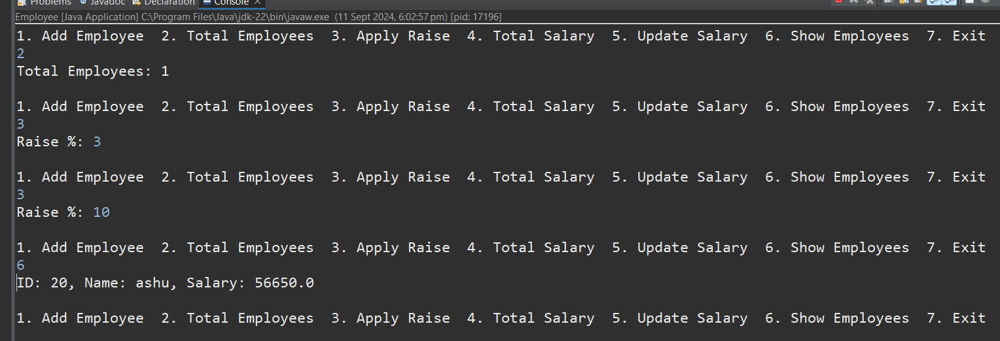 Problems Javadoc Declaration Console
Employee [Java Application] C:\Program Files\Java\jdk-22\bin\javaw.exe (11 Sept 2024, 6:02:57 pm) [pid: 17196]
1. Add Employee  2. Total Employees  3. Apply Raise  4. Total Salary  5. Update Salary  6. Show Employees  7. Exit
2
Total Employees: 1
1. Add Employee  2. Total Employees  3. Apply Raise  4. Total Salary  5. Update Salary  6. Show Employees  7. Exit
3
Raise %: 3
1. Add Employee  2. Total Employees  3. Apply Raise  4. Total Salary  5. Update Salary  6. Show Employees  7. Exit
3
Raise %: 10
1. Add Employee  2. Total Employees  3. Apply Raise  4. Total Salary  5. Update Salary  6. Show Employees  7. Exit
6
ID: 20, Name: ashu, Salary: 56650.0
1. Add Employee  2. Total Employees  3. Apply Raise  4. Total Salary  5. Update Salary  6. Show Employees  7. Exit